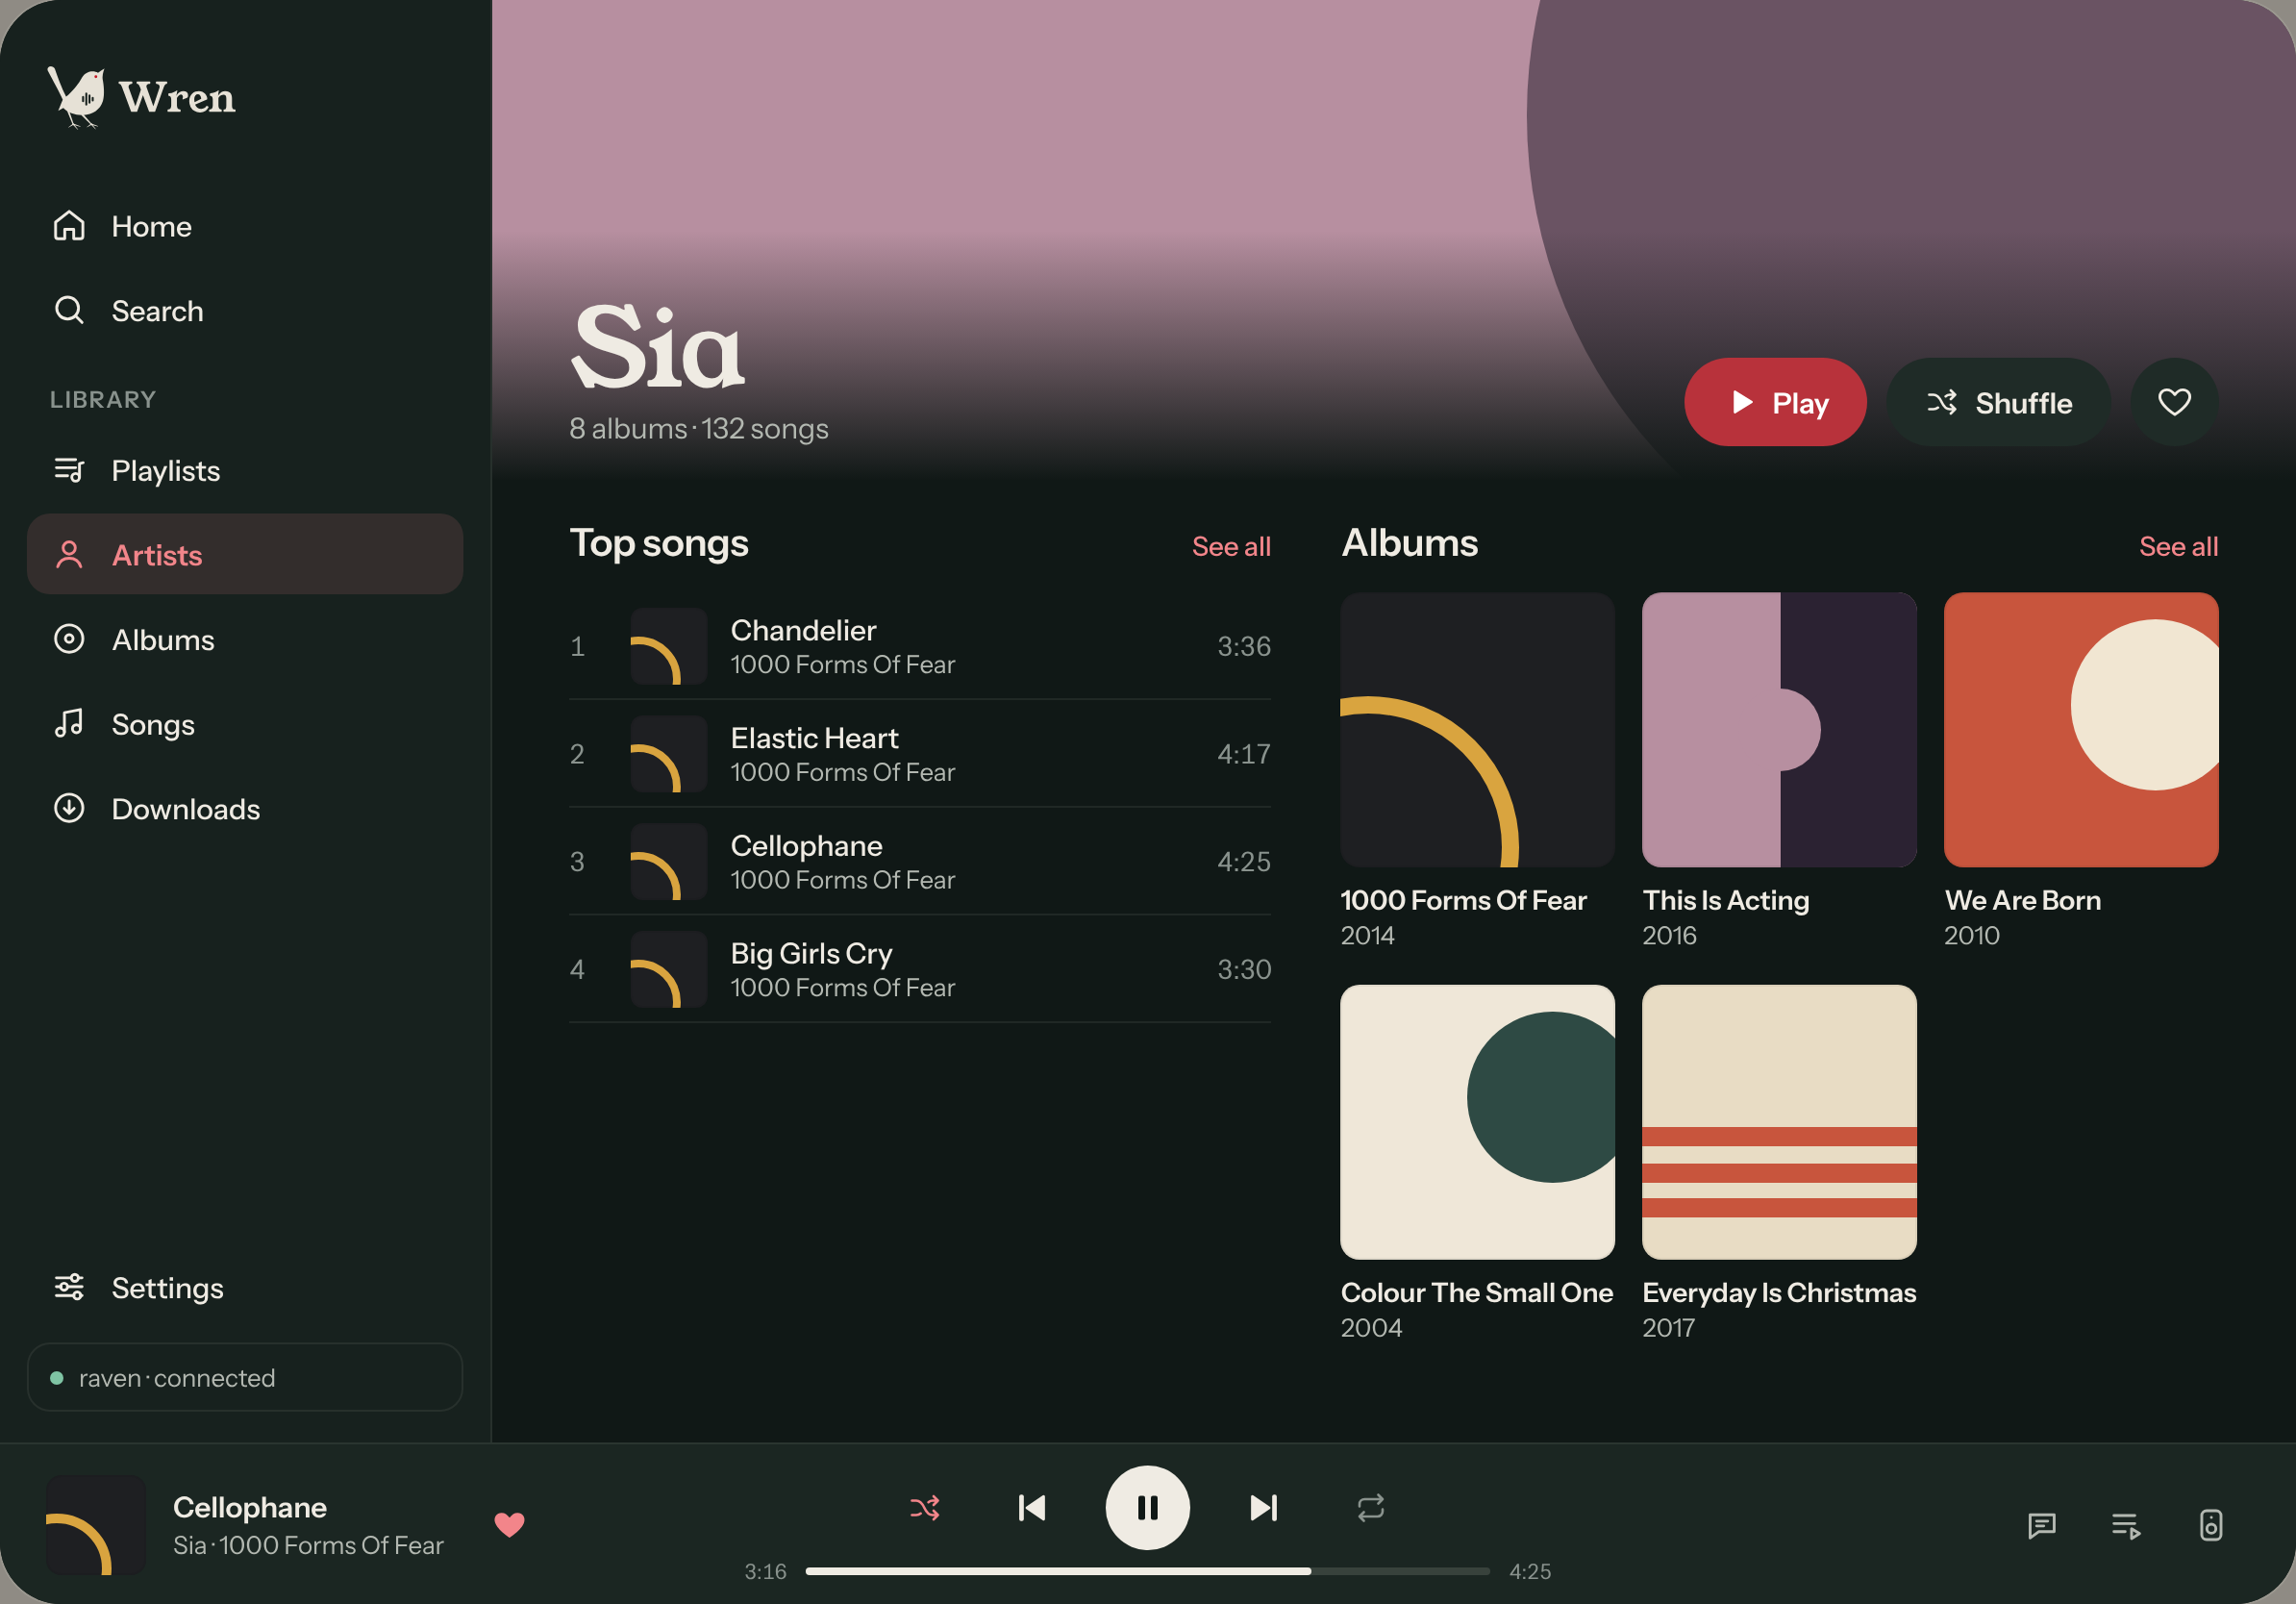 Wren
Home
Search
LIBRARY
Playlists
Artists
Albums
Songs
Downloads
Settings
raven · connected
Sia
8 albums · 132 songs
Play
Shuffle
Top songs
See all
1
Chandelier
1000 Forms Of Fear
3:36
2
Elastic Heart
1000 Forms Of Fear
4:17
3
Cellophane
1000 Forms Of Fear
4:25
4
Big Girls Cry
1000 Forms Of Fear
3:30
Albums
See all
1000 Forms Of Fear
2014
This Is Acting
2016
We Are Born
2010
Colour The Small One
2004
Everyday Is Christmas
2017
Cellophane
Sia · 1000 Forms Of Fear
3:16
4:25